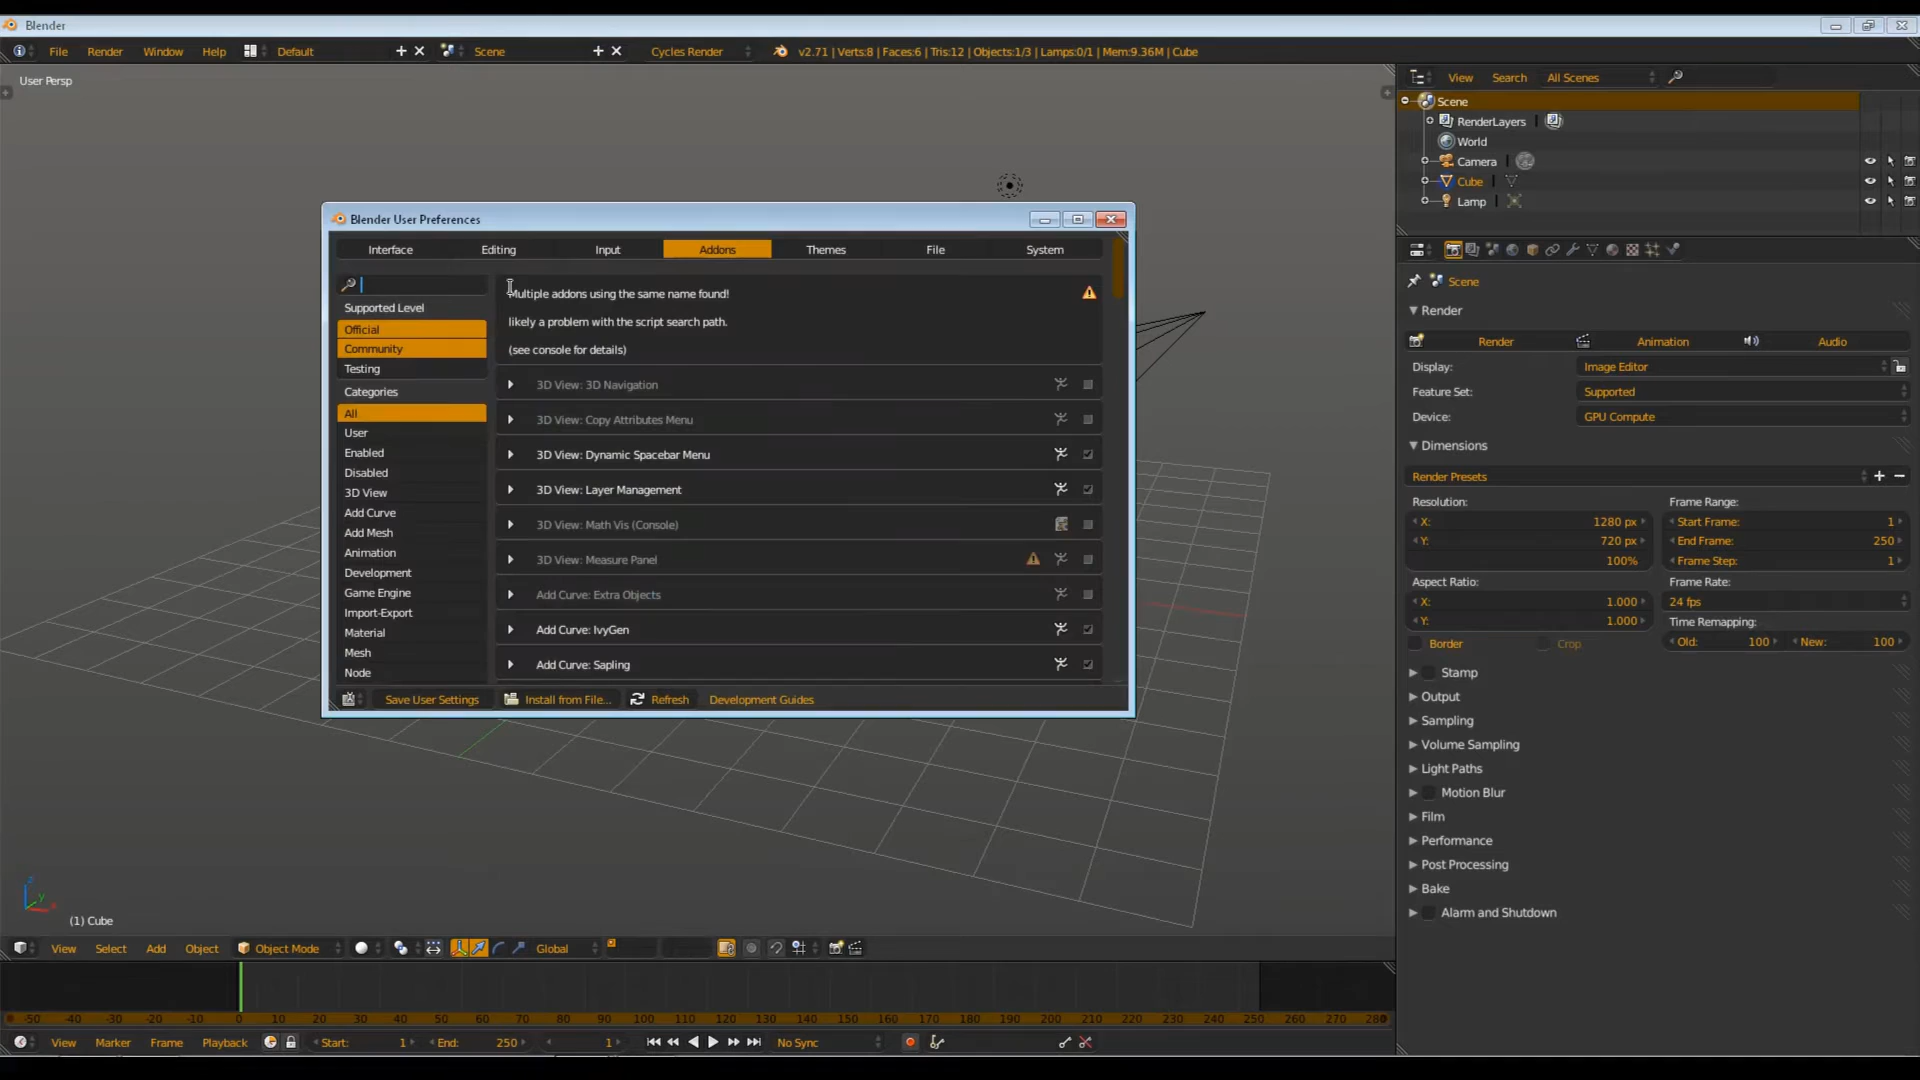 Blender
File Render Window Help Default Scene Cycles Render v2.71 | Verts:8 | Faces:6 | Tris:12 | Objects:1/3 | Lamps:0/1 | Mem:9.36M | Cube
User Persp
View Search All Scenes
Scene
RenderLayers
World
Camera
Cube
Lamp
Blender User Preferences
Interface Editing Input Addons Themes File System
Supported Level
Official
Community
Testing
Categories
All
User
Enabled
Disabled
3D View
Add Curve
Add Mesh
Animation
Development
Game Engine
Import-Export
Material
Mesh
Node
Multiple addons using the same name found!
likely a problem with the script search path.
(see console for details)
3D View: 3D Navigation
3D View: Copy Attributes Menu
3D View: Dynamic Spacebar Menu
3D View: Layer Management
3D View: Math Vis (Console)
3D View: Measure Panel
Add Curve: Extra Objects
Add Curve: IvyGen
Add Curve: Sapling
Save User Settings Install from File... Refresh Development Guides
Scene
Render
Render Animation Audio
Display: Image Editor
Feature Set: Supported
Device: GPU Compute
Dimensions
Render Presets
Resolution: Frame Range:
X: 1280 px Start Frame: 1
Y: 720 px End Frame: 250
100% Frame Step: 1
Aspect Ratio: Frame Rate:
X: 1.000 24 fps
Y: 1.000 Time Remapping:
Border Crop Old: 100 New: 100
Stamp
Output
Sampling
Volume Sampling
Light Paths
Motion Blur
Film
Performance
Post Processing
Bake
Alarm and Shutdown
z
y
(1) Cube
View Select Add Object Object Mode Global
-50 -40 -30 -20 -10 0 10 20 30 40 50 60 70 80 90 100 110 120 130 140 150 160 170 180 190 200 210 220 230 240 250 260 270 280
View Marker Frame Playback Start: 1 End: 250 1 No Sync